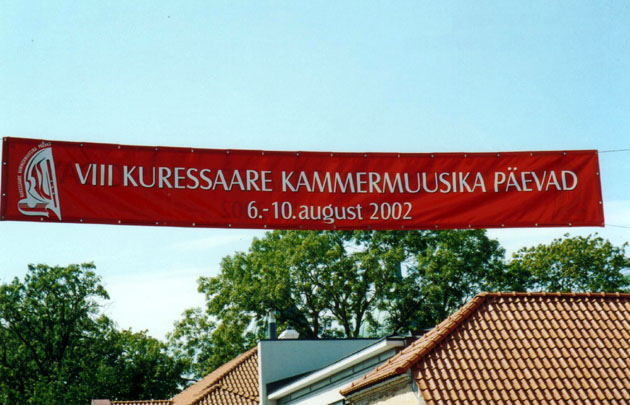 VIII KURESSAARE KAMMERMUUSIKA PÄEVAD
6.-10. august 2002